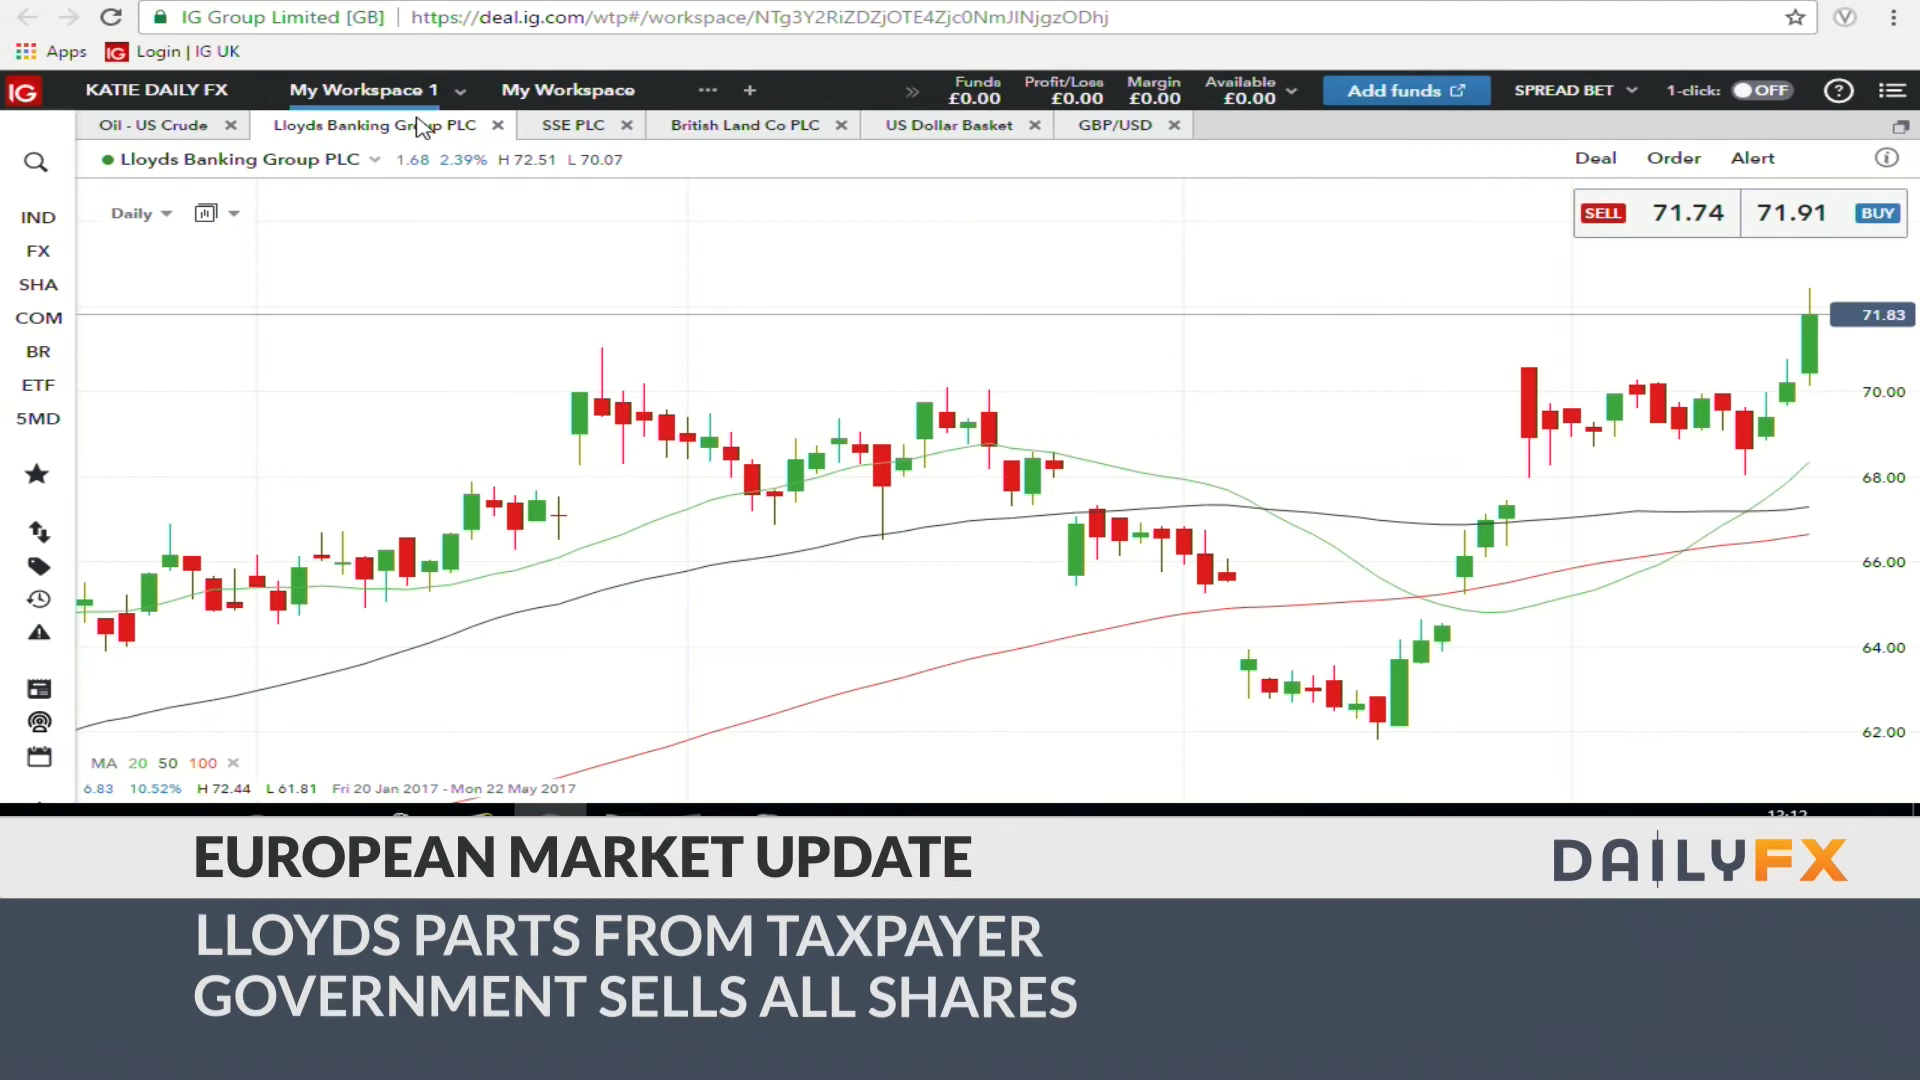 IG Group Limited [GB] https://deal.ig.com/wtp#/workspace/NTg3Y2RiZDZjOTE4Zjc0NmJlNjgzODhj
Apps IG Login | IG UK
IG KATIE DAILY FX My Workspace 1 My Workspace ... + » Funds £0.00 Profit/Loss £0.00 Margin £0.00 Available £0.00 Add funds SPREAD BET 1-click: OFF
Oil - US Crude Lloyds Banking Group PLC SSE PLC British Land Co PLC US Dollar Basket GBP/USD
Lloyds Banking Group PLC 1.68 2.39% H 72.51 L 70.07 Deal Order Alert
Daily SELL 71.74 71.91 BUY
IND
FX
SHA
COM
BR
ETF
5MD
71.83
70.00
68.00
66.00
64.00
62.00
MA 20 50 100
6.83 10.52% H 72.44 L 61.81 Fri 20 Jan 2017 - Mon 22 May 2017
EUROPEAN MARKET UPDATE
DAILYFX
LLOYDS PARTS FROM TAXPAYER
GOVERNMENT SELLS ALL SHARES